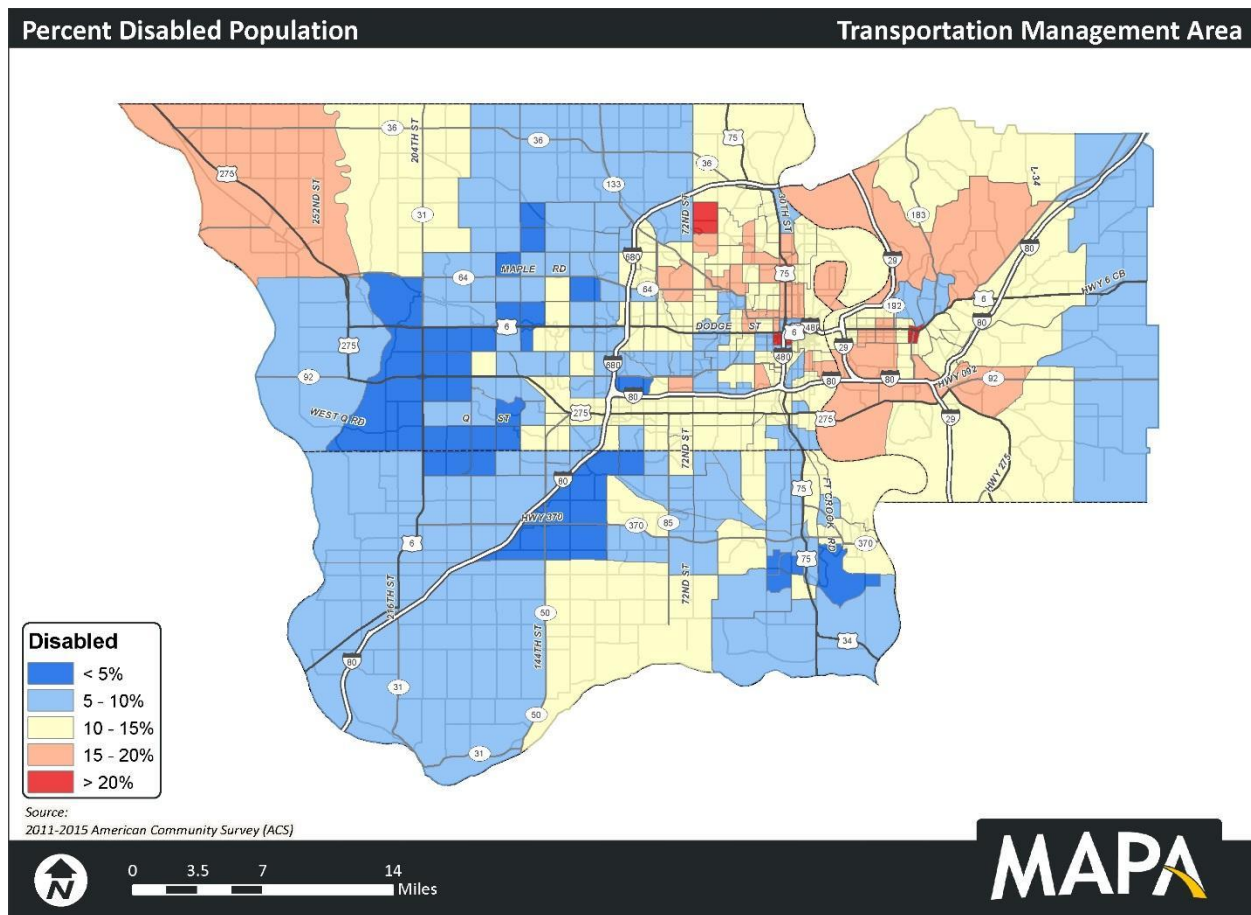 Percent Disabled Population
Transportation Management Area
36
204TH ST
275
252ND ST
31
36
133
36
75
72ND ST
30TH ST
L-34
183
80
680
29
75
MAPLE RD
64
64
192
6
HWY 6 CB
80
6
DODGE ST
6
480
480
29
275
92
680
80
80
80
HWY 092
92
WEST Q RD
Q ST
275
275
29
72ND ST
HWY 275
80
75
FT CROOK RD
HWY 370
370
85
370
6
75
216TH ST
72ND ST
50
144TH ST
34
80
31
50
31
Disabled
< 5%
5 - 10%
10 - 15%
15 - 20%
> 20%
Source:
2011-2015 American Community Survey (ACS)
N
0 3.5 7 14
Miles
MAPA